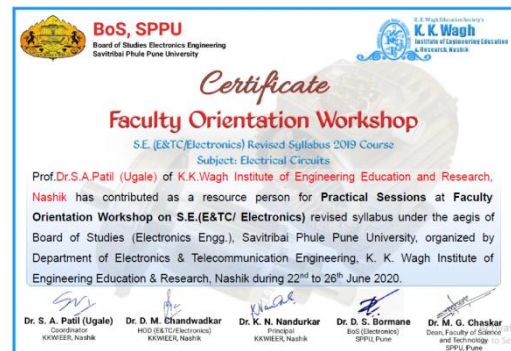 BoS, SPPU
Board of Studies Electronics Engineering
Savitribai Phule Pune University
K. K. Wagh Education Society's
K. K. Wagh
Institute of Engineering Education
& Research, Nashik
Certificate
Faculty Orientation Workshop
S.E. (E&TC/Electronics) Revised Syllabus 2019 Course
Subject: Electrical Circuits
Prof.Dr.S.A.Patil (Ugale) of K.K.Wagh Institute of Engineering Education and Research,
Nashik has contributed as a resource person for Practical Sessions at Faculty
Orientation Workshop on S.E.(E&TC/ Electronics) revised syllabus under the aegis of
Board of Studies (Electronics Engg.), Savitribai Phule Pune University, organized by
Department of Electronics & Telecommunication Engineering, K. K. Wagh Institute of
Engineering Education & Research, Nashik during 22nd to 26th June 2020.
Dr. S. A. Patil (Ugale)
Coordinator
KKWIEER, Nashik
Dr. D. M. Chandwadkar
HOD (E&TC/Electronics)
KKWIEER, Nashik
Dr. K. N. Nandurkar
Principal
KKWIEER, Nashik
Dr. D. S. Bormane
BoS (Electronics)
SPPU, Pune
Dr. M. G. Chaskar
Dean, Faculty of Science
and Technology
SPPU, Pune